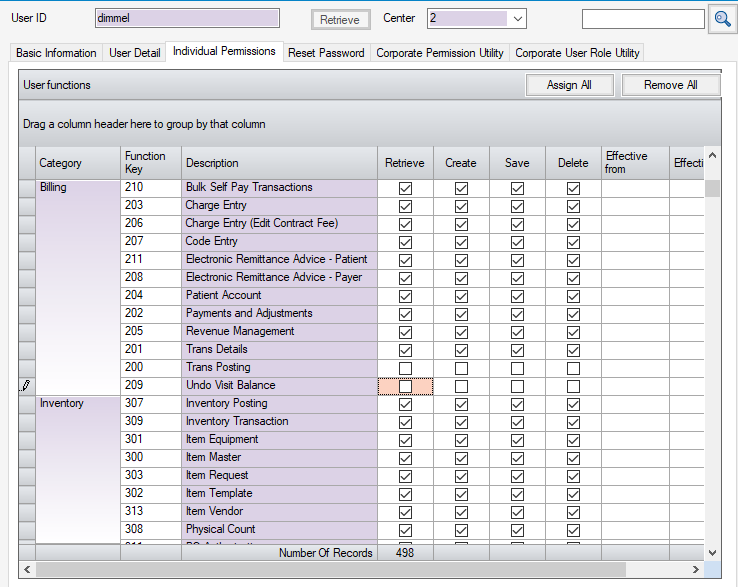 User ID dimmel Retrieve Center 2
Basic Information User Detail Individual Permissions Reset Password Corporate Permission Utility Corporate User Role Utility
User functions Assign All Remove All
Drag a column header here to group by that column
Category Function Key Description Retrieve Create Save Delete Effective from Effecti
Billing 210 Bulk Self Pay Transactions
203 Charge Entry
206 Charge Entry (Edit Contract Fee)
207 Code Entry
211 Electronic Remittance Advice - Patient
208 Electronic Remittance Advice - Payer
204 Patient Account
202 Payments and Adjustments
205 Revenue Management
201 Trans Details
200 Trans Posting
209 Undo Visit Balance
Inventory 307 Inventory Posting
309 Inventory Transaction
301 Item Equipment
300 Item Master
303 Item Request
302 Item Template
313 Item Vendor
308 Physical Count
Number Of Records 498